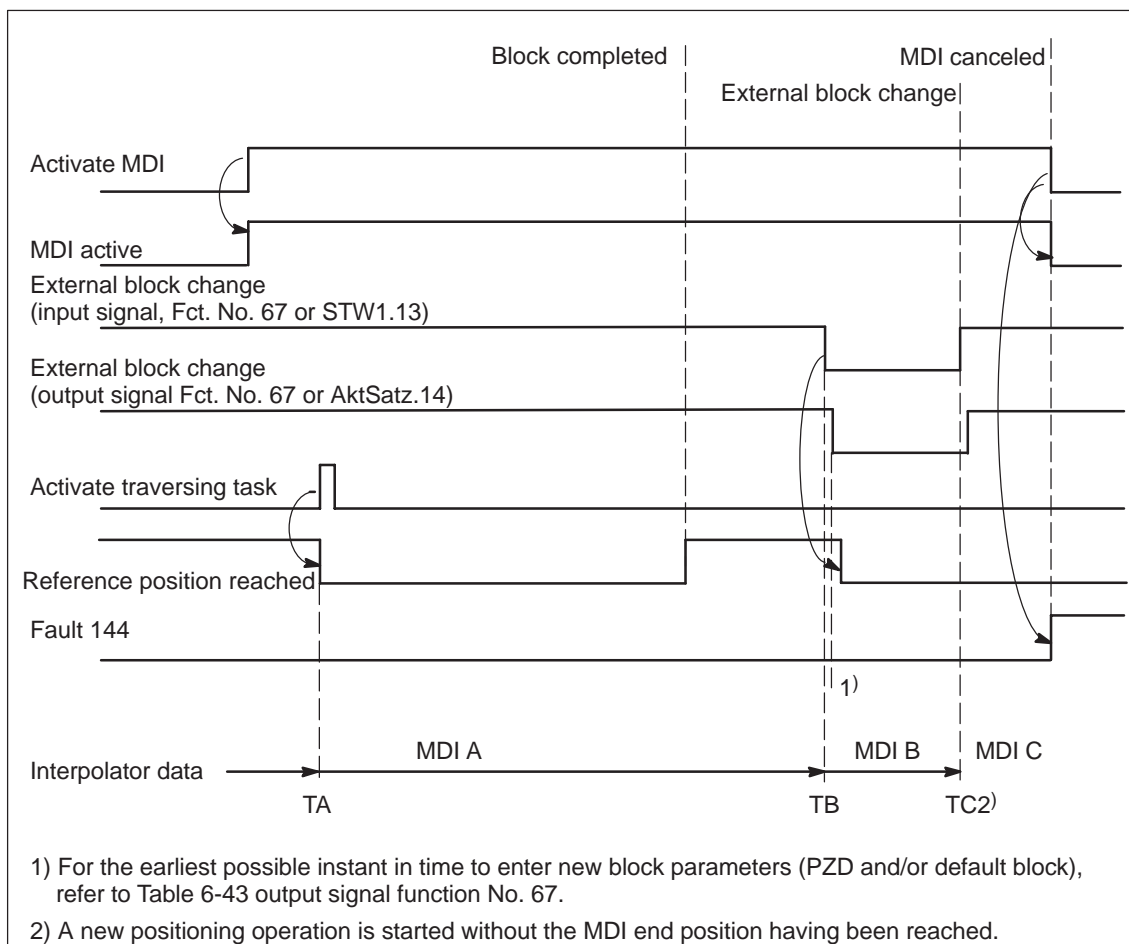 Block completed
MDI canceled
External block change
Activate MDI
MDI active
External block change
(input signal, Fct. No. 67 or STW1.13)
External block change
(output signal Fct. No. 67 or AktSatz.14)
Activate traversing task
Reference position reached
Fault 144
1)
MDI A
MDI B
MDI C
Interpolator data
TA
TB
TC2)
1) For the earliest possible instant in time to enter new block parameters (PZD and/or default block),
refer to Table 6-43 output signal function No. 67.
2) A new positioning operation is started without the MDI end position having been reached.